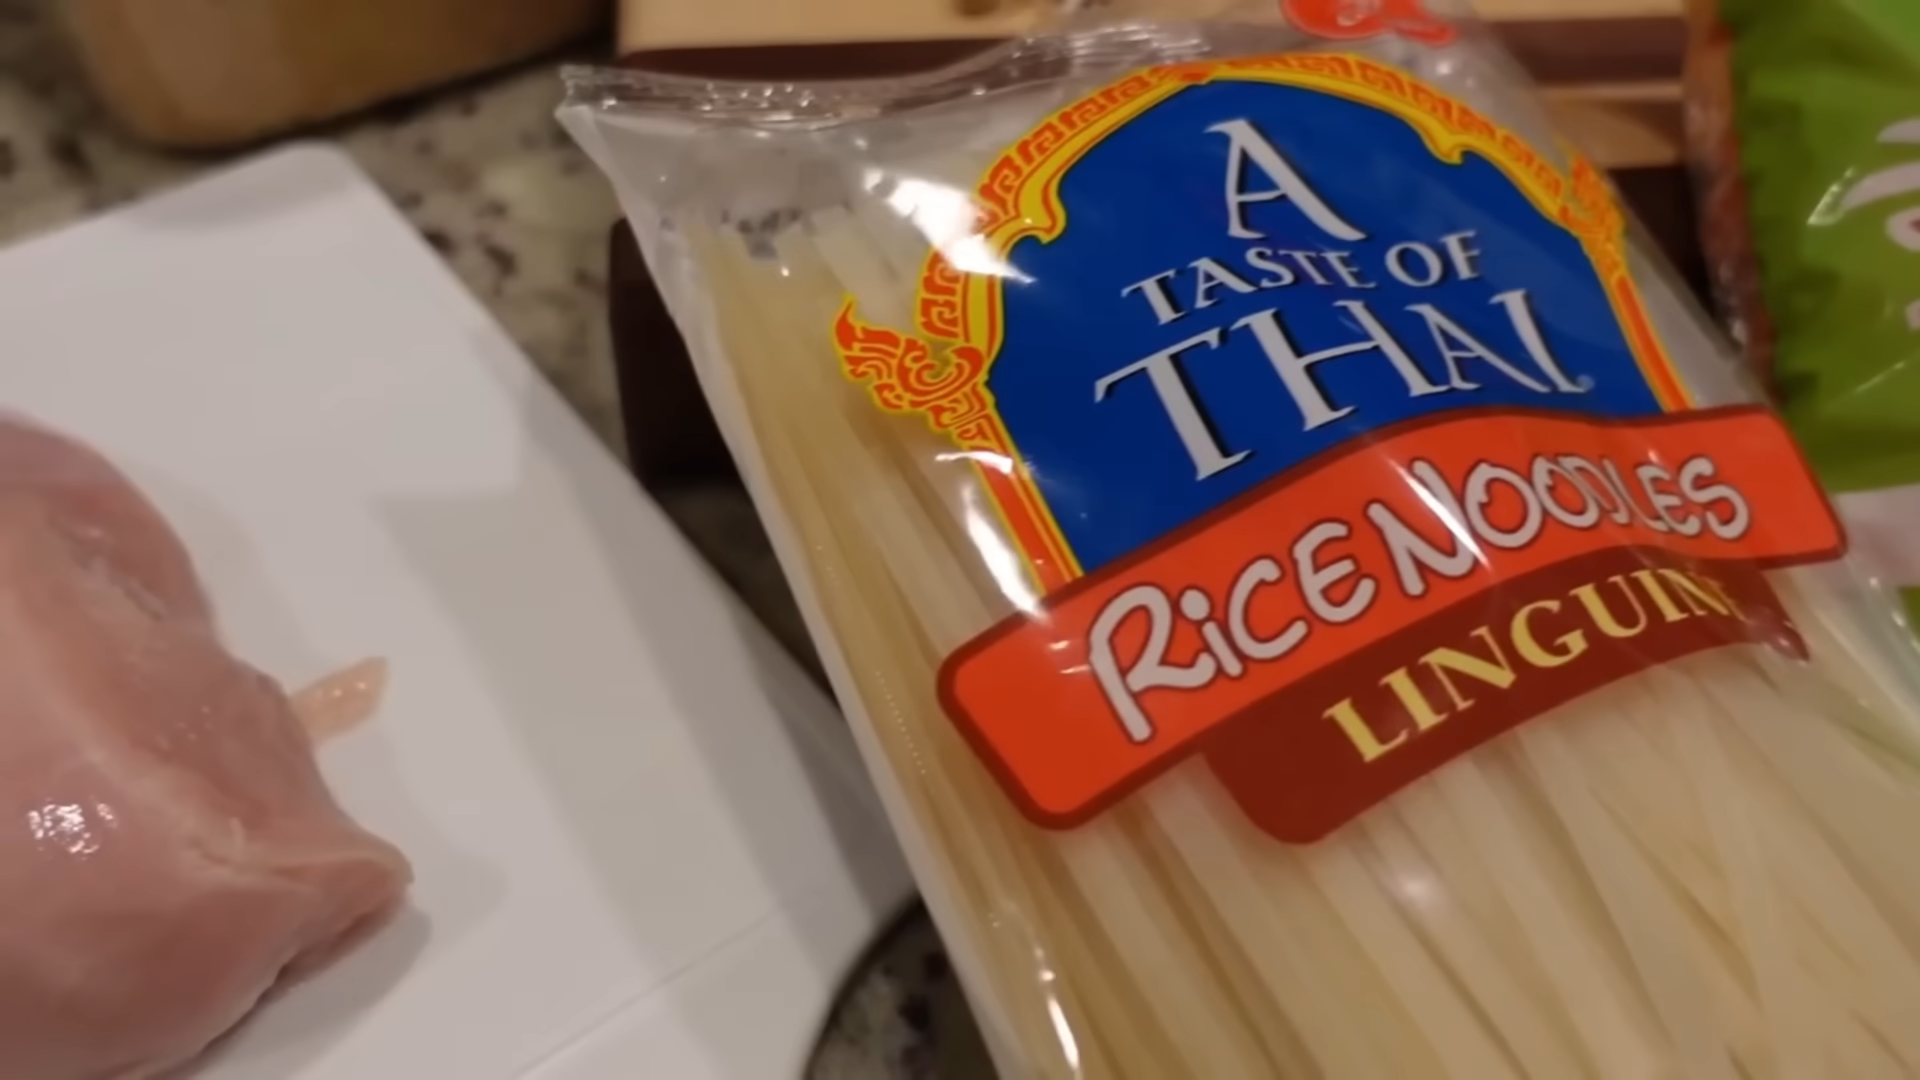 A
TASTE OF
THAI
RiCE NOODLES
LINGUIN